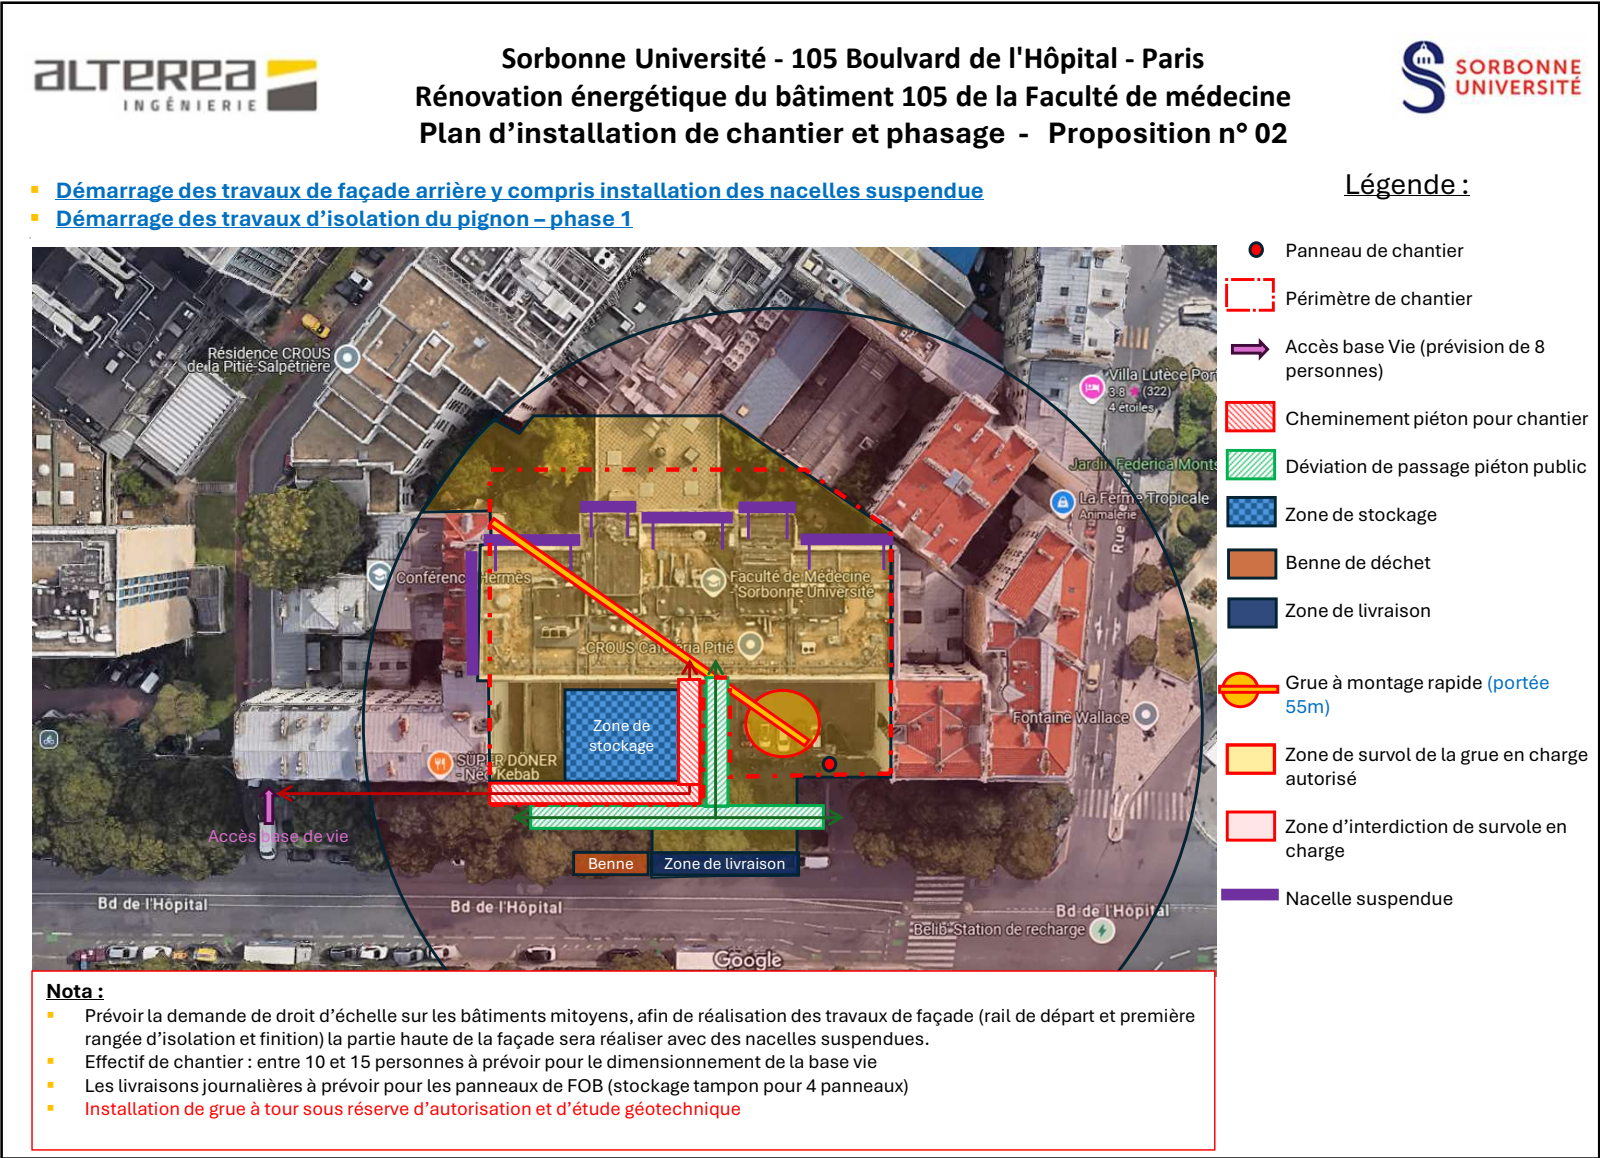 ALTEREA
INGÉNIERIE
Sorbonne Université - 105 Boulvard de l'Hôpital - Paris
Rénovation énergétique du bâtiment 105 de la Faculté de médecine
Plan d'installation de chantier et phasage - Proposition n° 02
SORBONNE
UNIVERSITÉ
Démarrage des travaux de façade arrière y compris installation des nacelles suspendue
Démarrage des travaux d'isolation du pignon – phase 1
Légende :
Panneau de chantier
Périmètre de chantier
Accès base Vie (prévision de 8
personnes)
Cheminement piéton pour chantier
Déviation de passage piéton public
Zone de stockage
Benne de déchet
Zone de livraison
Grue à montage rapide (portée
55m)
Zone de survol de la grue en charge
autorisé
Zone d'interdiction de survole en
charge
Nacelle suspendue
Résidence CROUS
de la Pitié-Salpêtrière
Villa Lutèce Port
3.8 (322)
4 étoiles
Jardin Federica Monts
La Ferme Tropicale
Animalerie
Rue
Conférenc Hermès
Faculté de Médecine
- Sorbonne Université
CROUS Cafétéria Pitié
Zone de
stockage
Fontaine Wallace
SÜPER DÖNER
- Kebab
Accès base de vie
Benne
Zone de livraison
Bd de l'Hôpital
Bd de l'Hôpital
Bd de l'Hôpital
Belib' Station de recharge
Google
Nota :
Prévoir la demande de droit d'échelle sur les bâtiments mitoyens, afin de réalisation des travaux de façade (rail de départ et première
rangée d'isolation et finition) la partie haute de la façade sera réaliser avec des nacelles suspendues.
Effectif de chantier : entre 10 et 15 personnes à prévoir pour le dimensionnement de la base vie
Les livraisons journalières à prévoir pour les panneaux de FOB (stockage tampon pour 4 panneaux)
Installation de grue à tour sous réserve d'autorisation et d'étude géotechnique